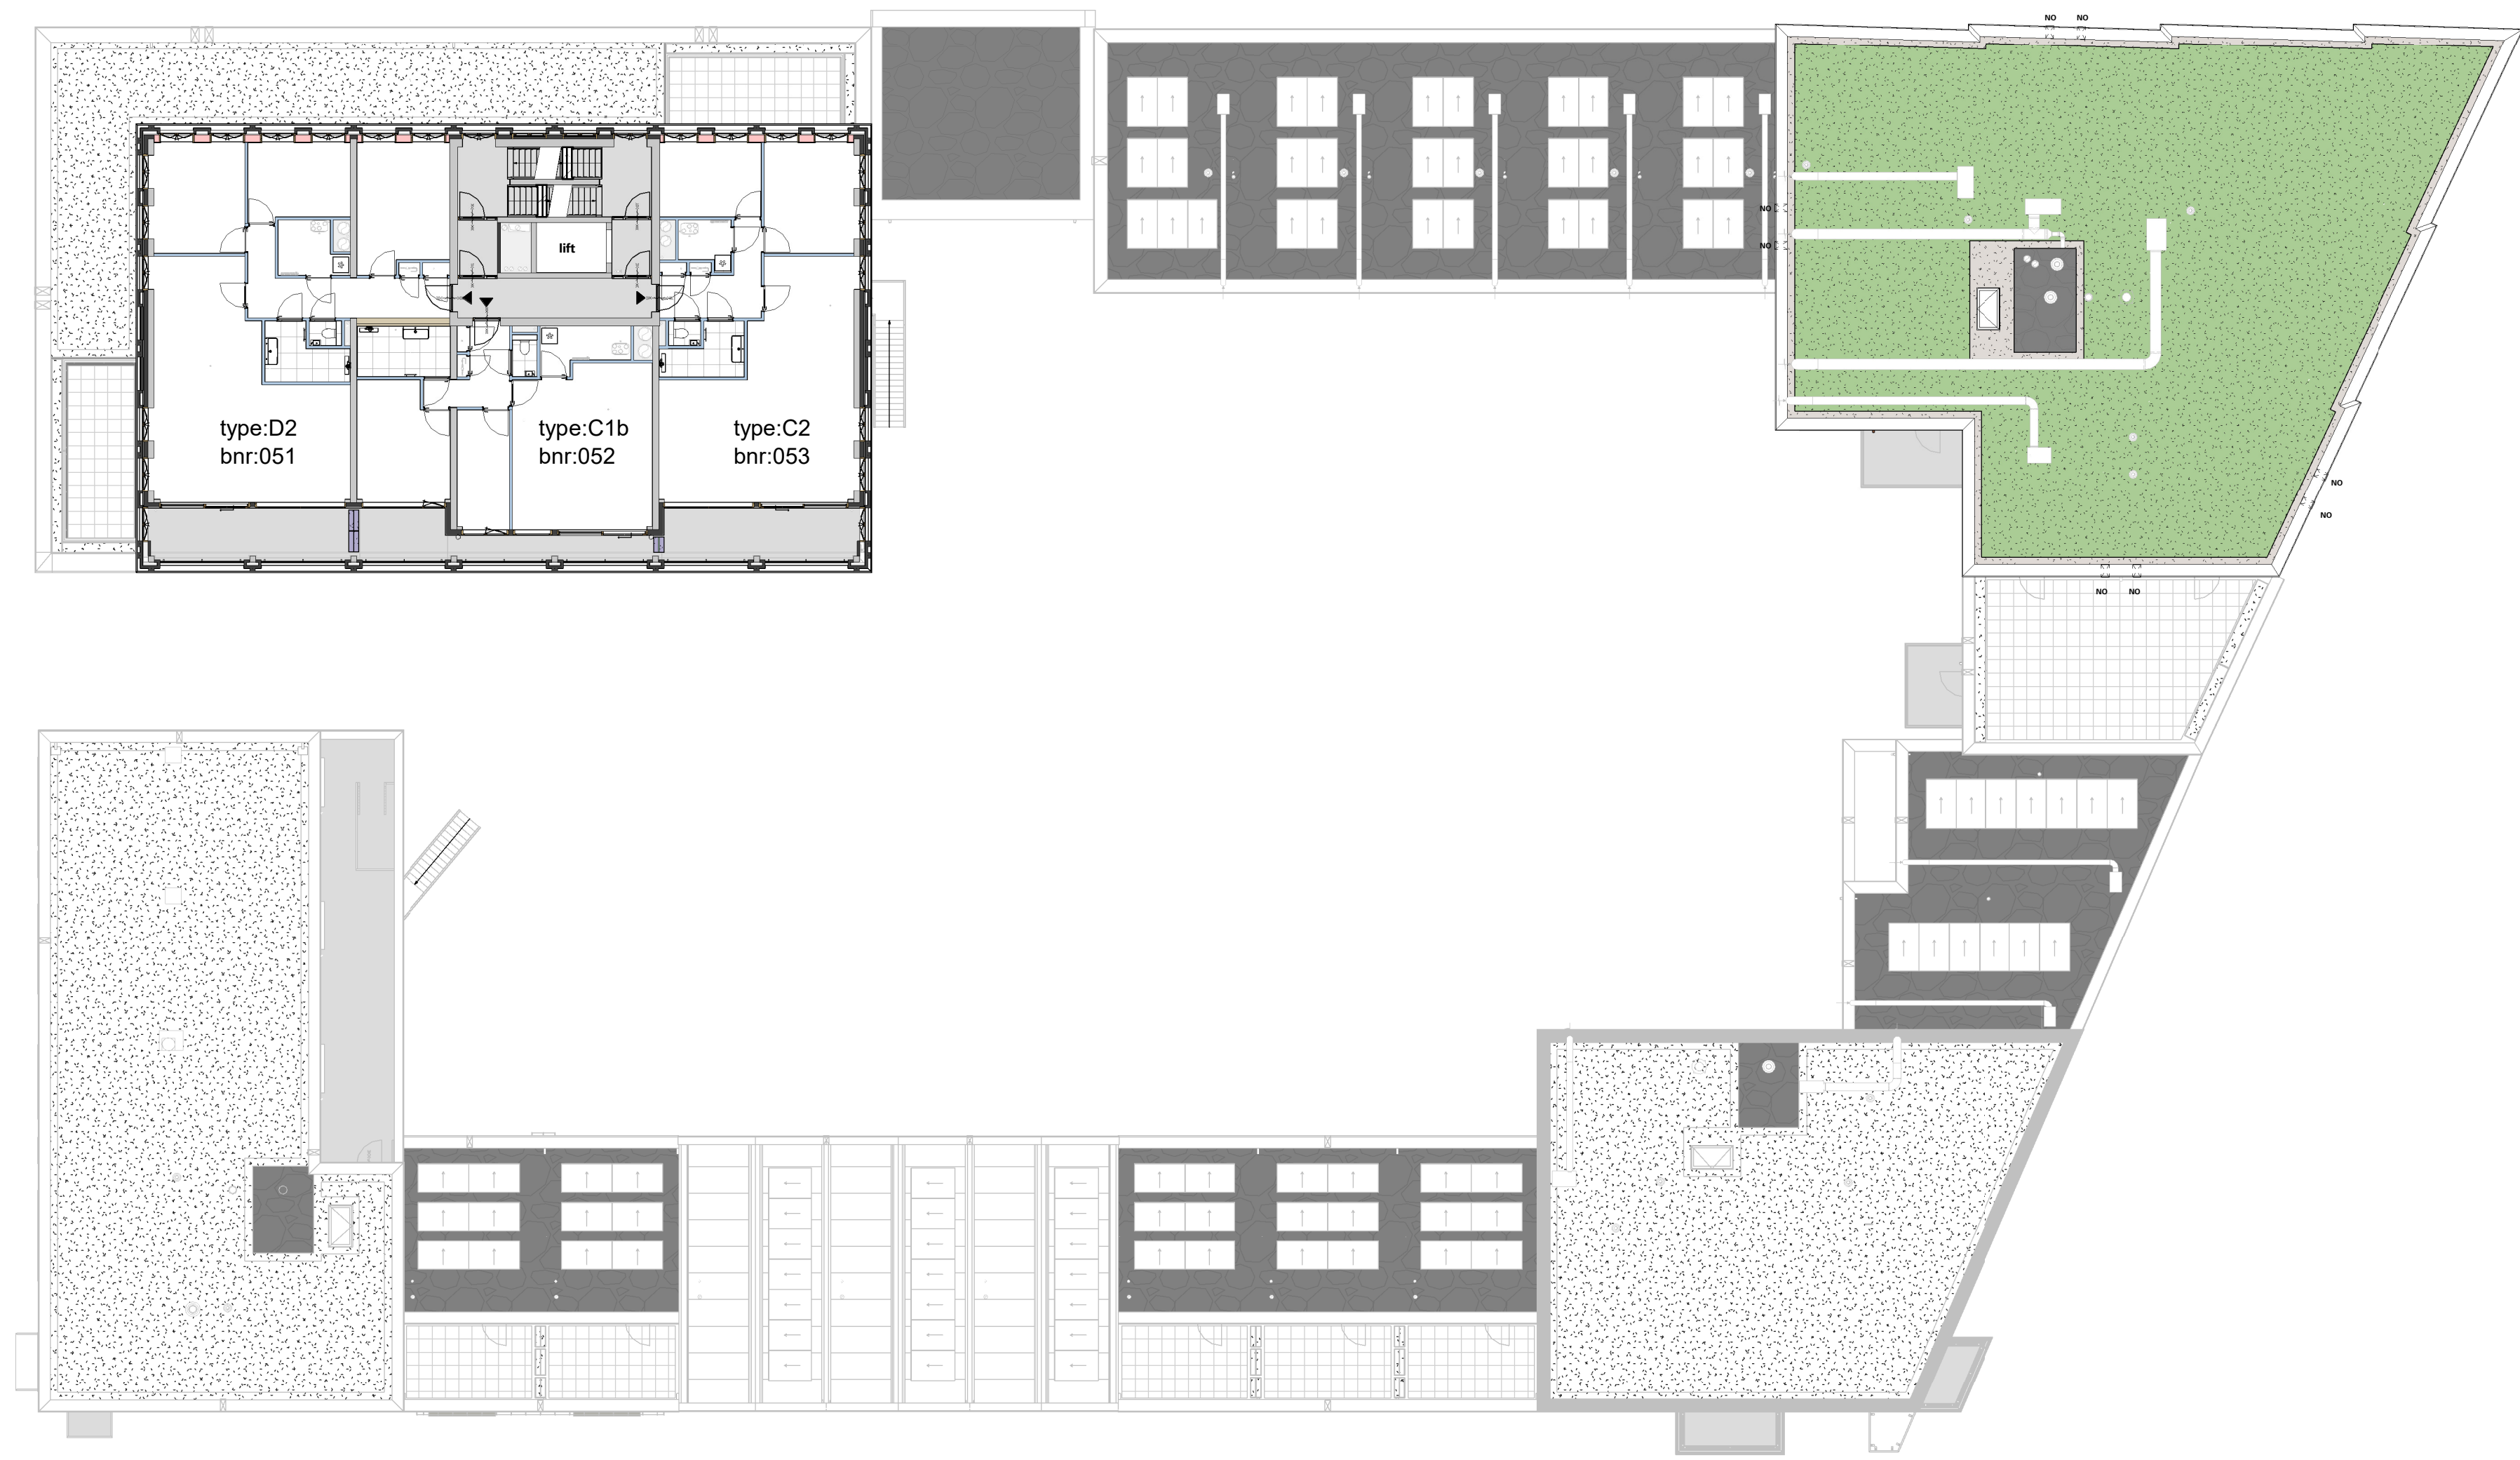 NO NO
lift
NO
NO
type:D2
bnr:051
type:C1b
bnr:052
type:C2
bnr:053
NO
NO
NO NO